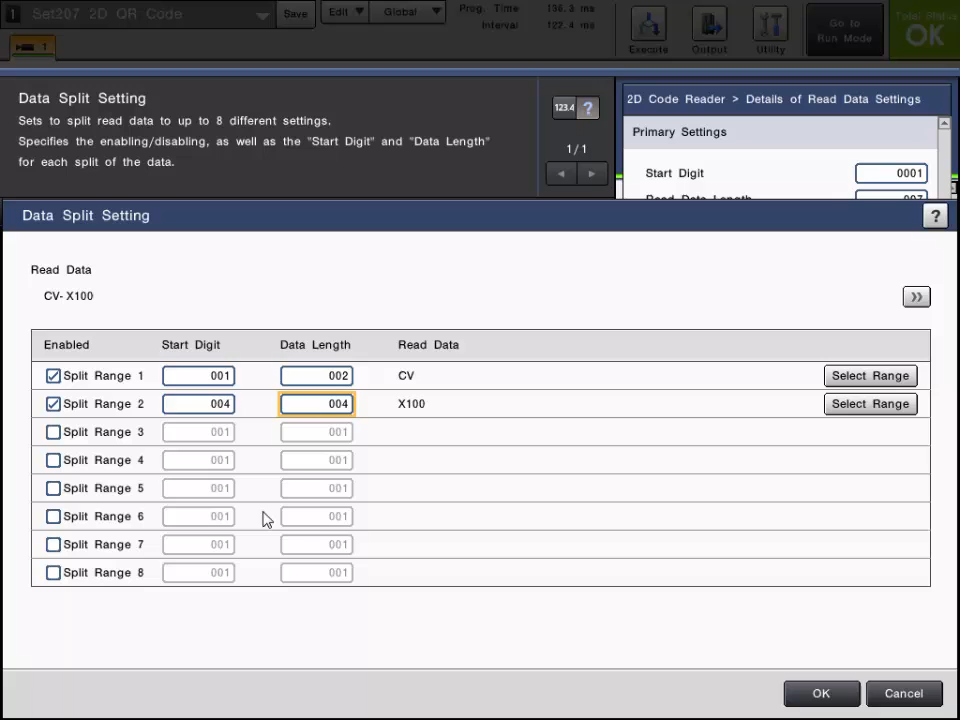 1 Set207 2D QR Code Save Edit Global Prog. Time 136.3 ms
Interval 122.4 ms
Execute Output Utility
Go to
Run Mode
Total Status
OK
1
Data Split Setting
Sets to split read data to up to 8 different settings.
Specifies the enabling/disabling, as well as the "Start Digit" and "Data Length"
for each split of the data.
123.4 ?
1/1
2D Code Reader > Details of Read Data Settings
Primary Settings
Start Digit 0001
Read Data Length 007
Data Split Setting ?
Read Data
CV-X100
Enabled Start Digit Data Length Read Data
Split Range 1 001 002 CV Select Range
Split Range 2 004 004 X100 Select Range
Split Range 3 001 001
Split Range 4 001 001
Split Range 5 001 001
Split Range 6 001 001
Split Range 7 001 001
Split Range 8 001 001
OK Cancel